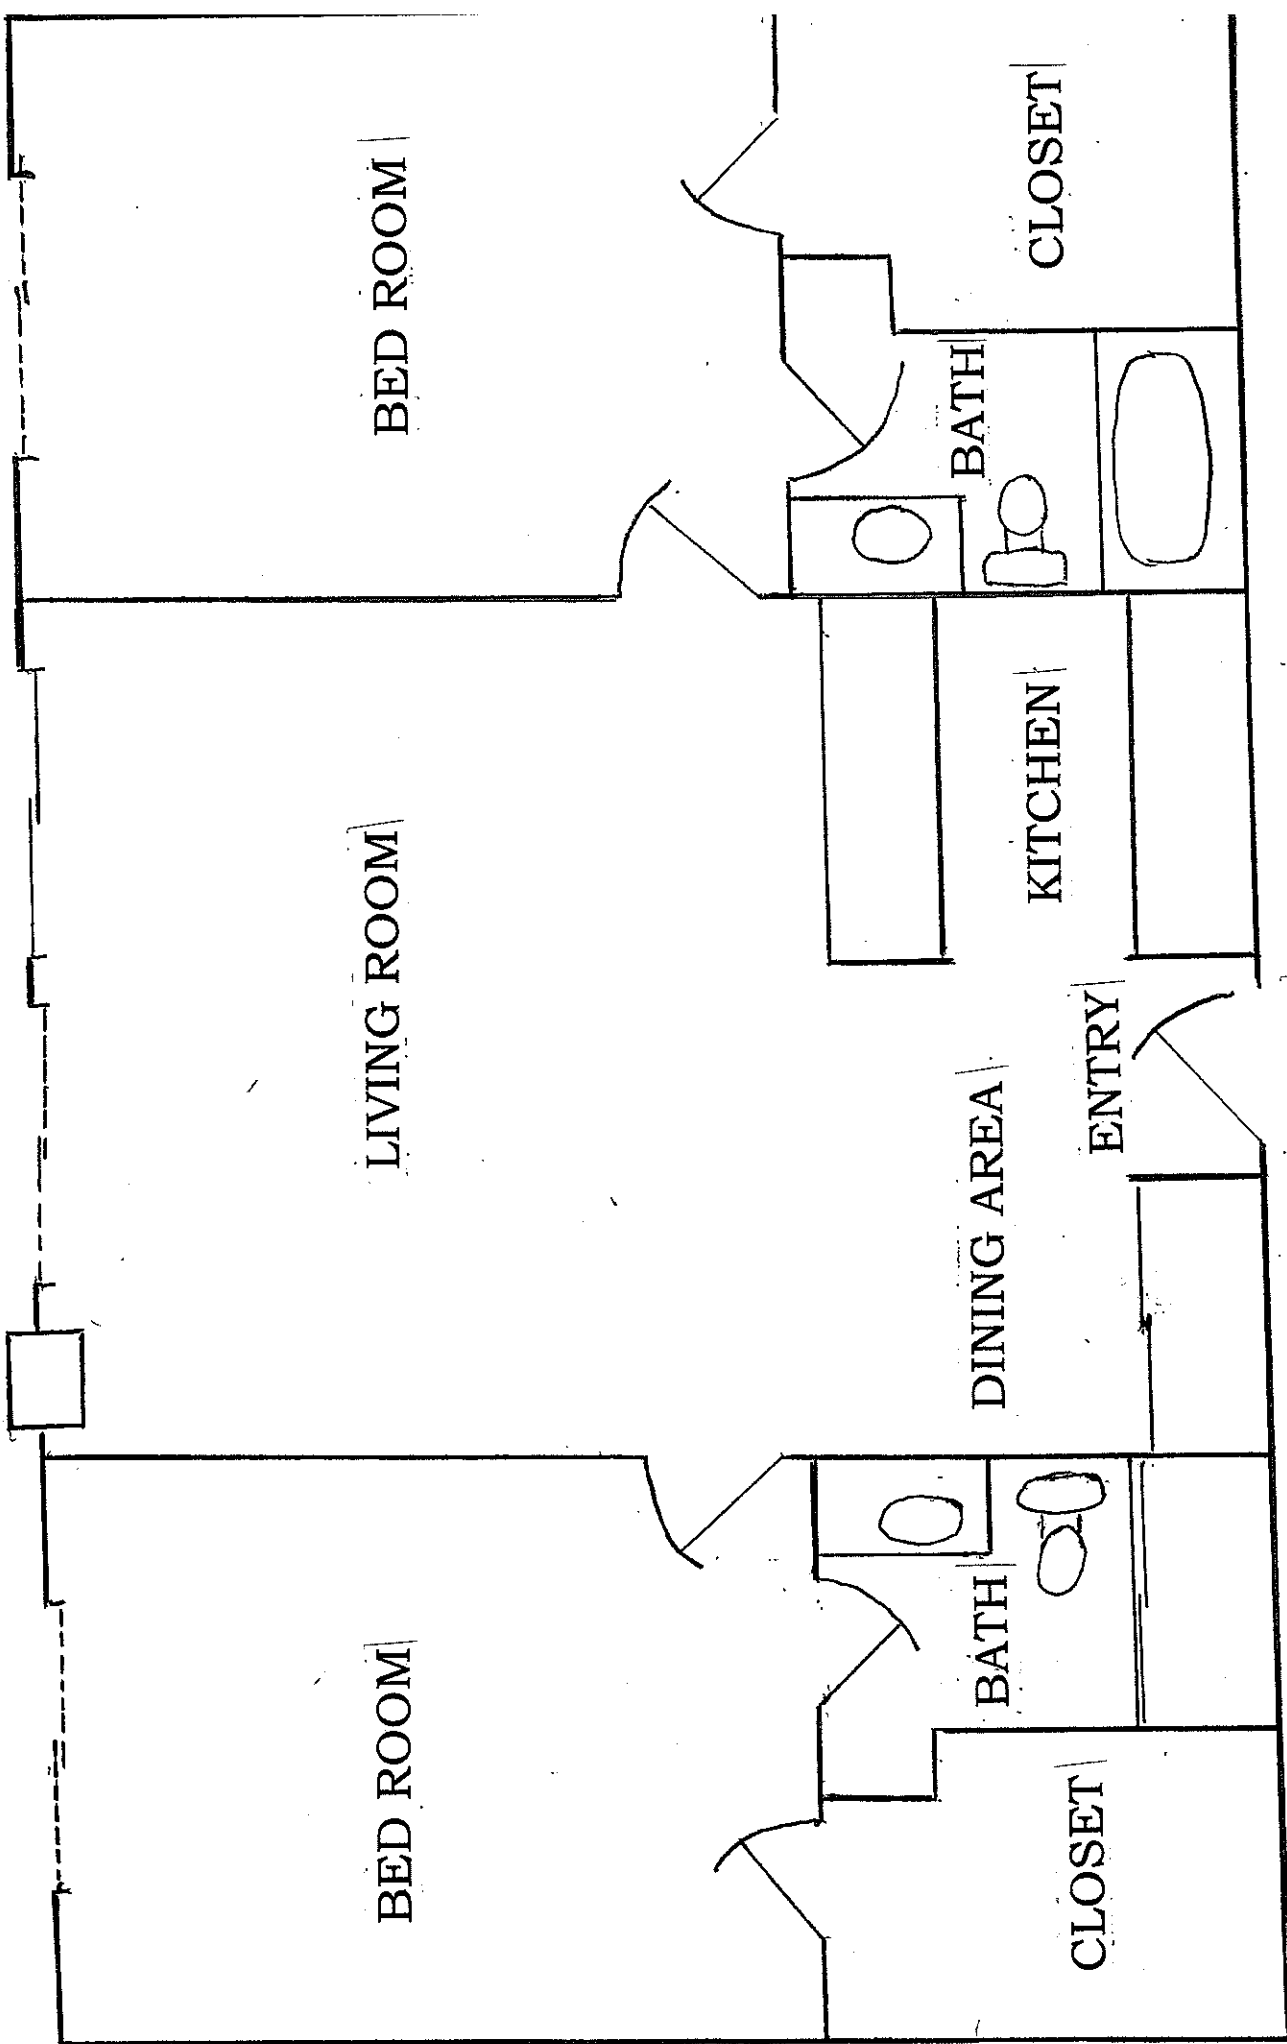 BED ROOM
LIVING ROOM
BED ROOM
BATH
DINING AREA
KITCHEN
CLOSET
BATH
CLOSET
ENTRY